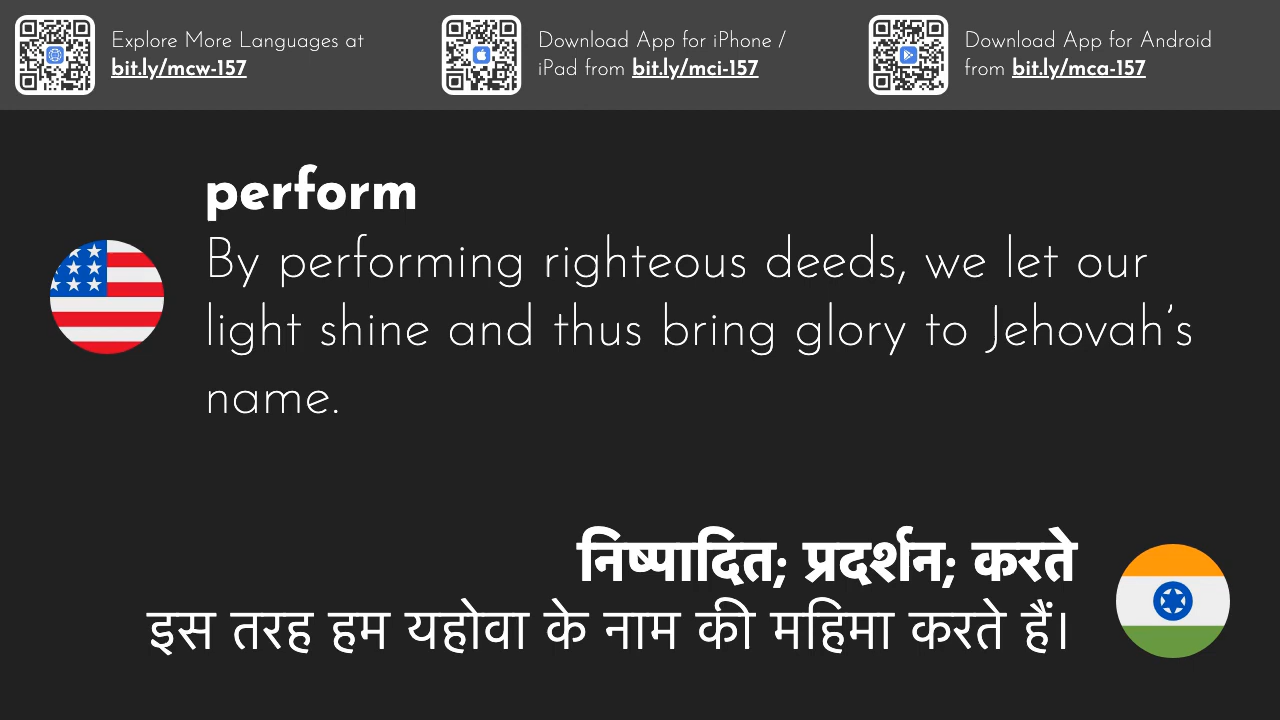 Explore More Languages at
bit.ly/mcw-157
Download App for iPhone /
iPad from bit.ly/mci-157
Download App for Android
from bit.ly/mca-157
perform
By performing righteous deeds, we let our
light shine and thus bring glory to Jehovah’s
name.
निष्पादित; प्रदर्शन; करते
इस तरह हम यहोवा के नाम की महिमा करते हैं।